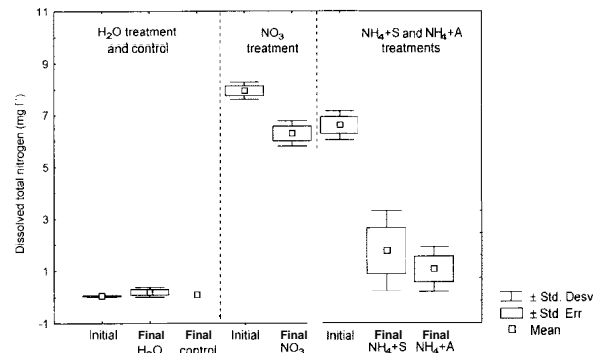 H₂O treatment
and control
NO₃
treatment
NH₄+S and NH₄+A
treatments
Dissolved total nitrogen (mg l⁻¹)
11
9
7
5
3
1
-1
Initial
Final
H₂O
Final
control
Initial
Final
NO₃
Initial
Final
NH₄+S
Final
NH₄+A
± Std. Desv
± Std. Err
Mean